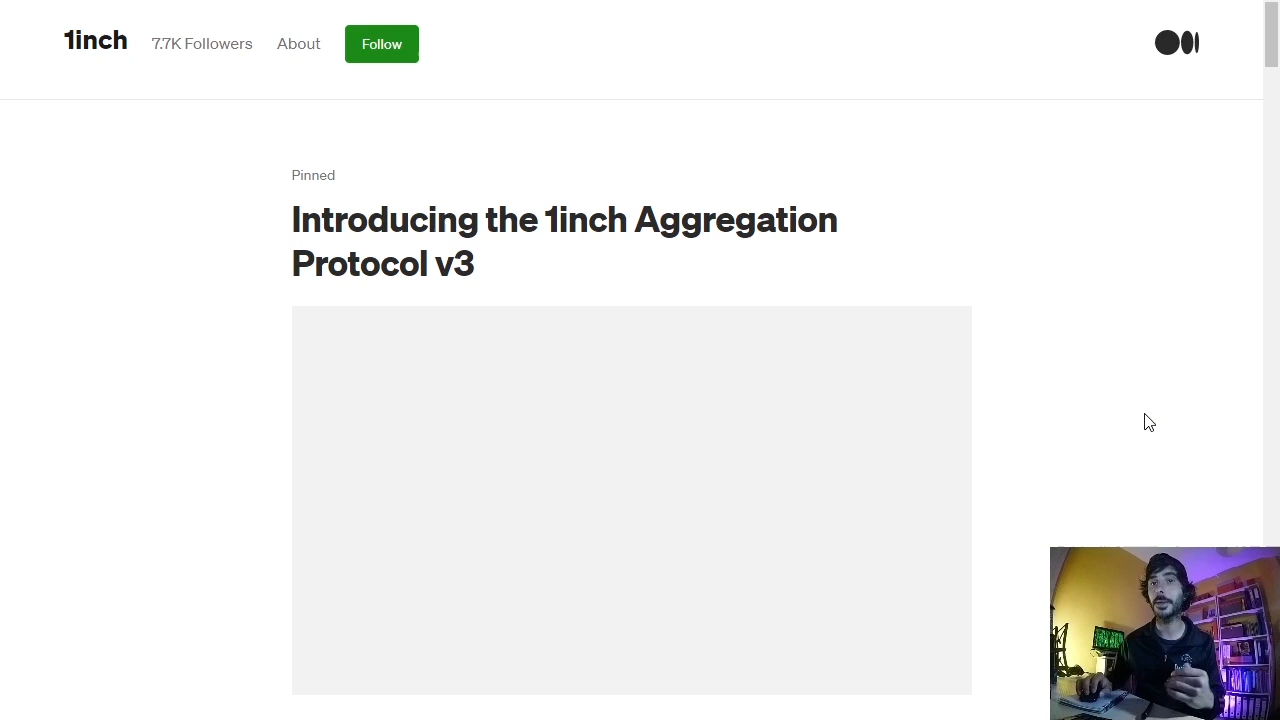 1inch
7.7K Followers
About
Follow
Pinned
Introducing the 1inch Aggregation
Protocol v3